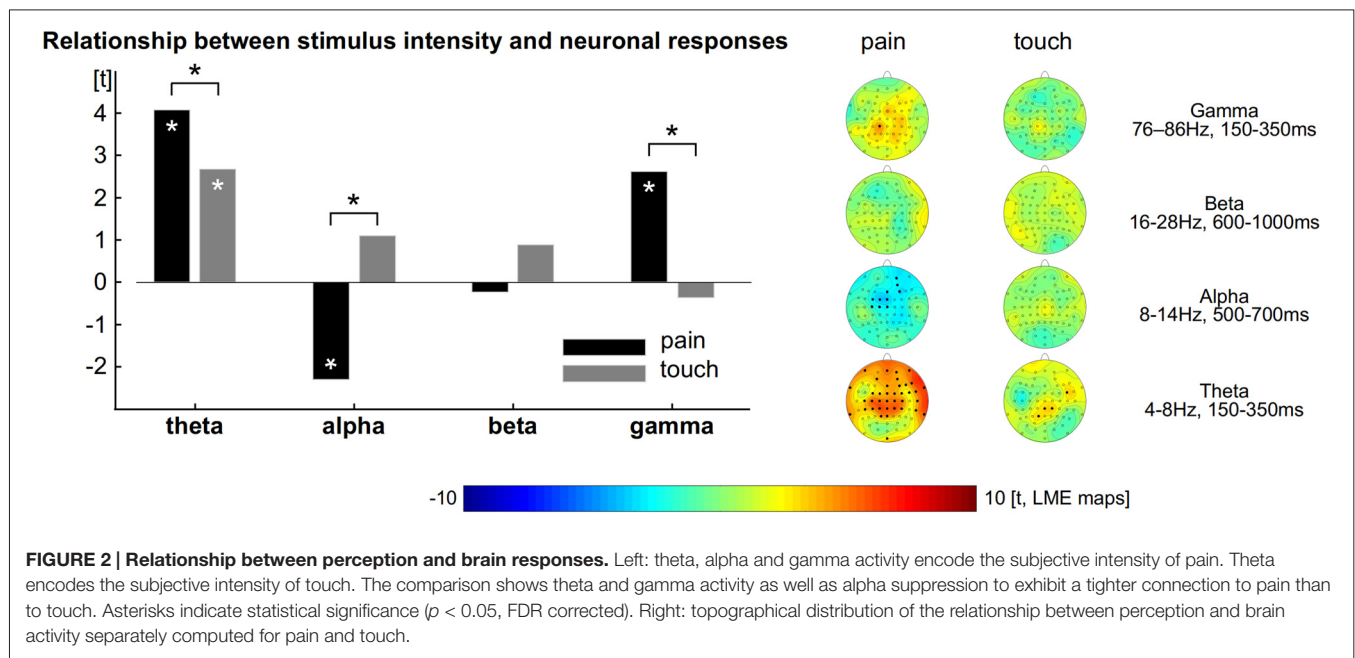 Relationship between stimulus intensity and neuronal responses
pain
touch
[t]
4
3
2
1
0
-1
-2
*
*
*
*
*
*
*
pain
touch
theta
alpha
beta
gamma
Gamma
76–86Hz, 150-350ms
Beta
16-28Hz, 600-1000ms
Alpha
8-14Hz, 500-700ms
Theta
4-8Hz, 150-350ms
-10
10 [t, LME maps]
FIGURE 2 | Relationship between perception and brain responses. Left: theta, alpha and gamma activity encode the subjective intensity of pain. Theta
encodes the subjective intensity of touch. The comparison shows theta and gamma activity as well as alpha suppression to exhibit a tighter connection to pain than
to touch. Asterisks indicate statistical significance (p < 0.05, FDR corrected). Right: topographical distribution of the relationship between perception and brain
activity separately computed for pain and touch.